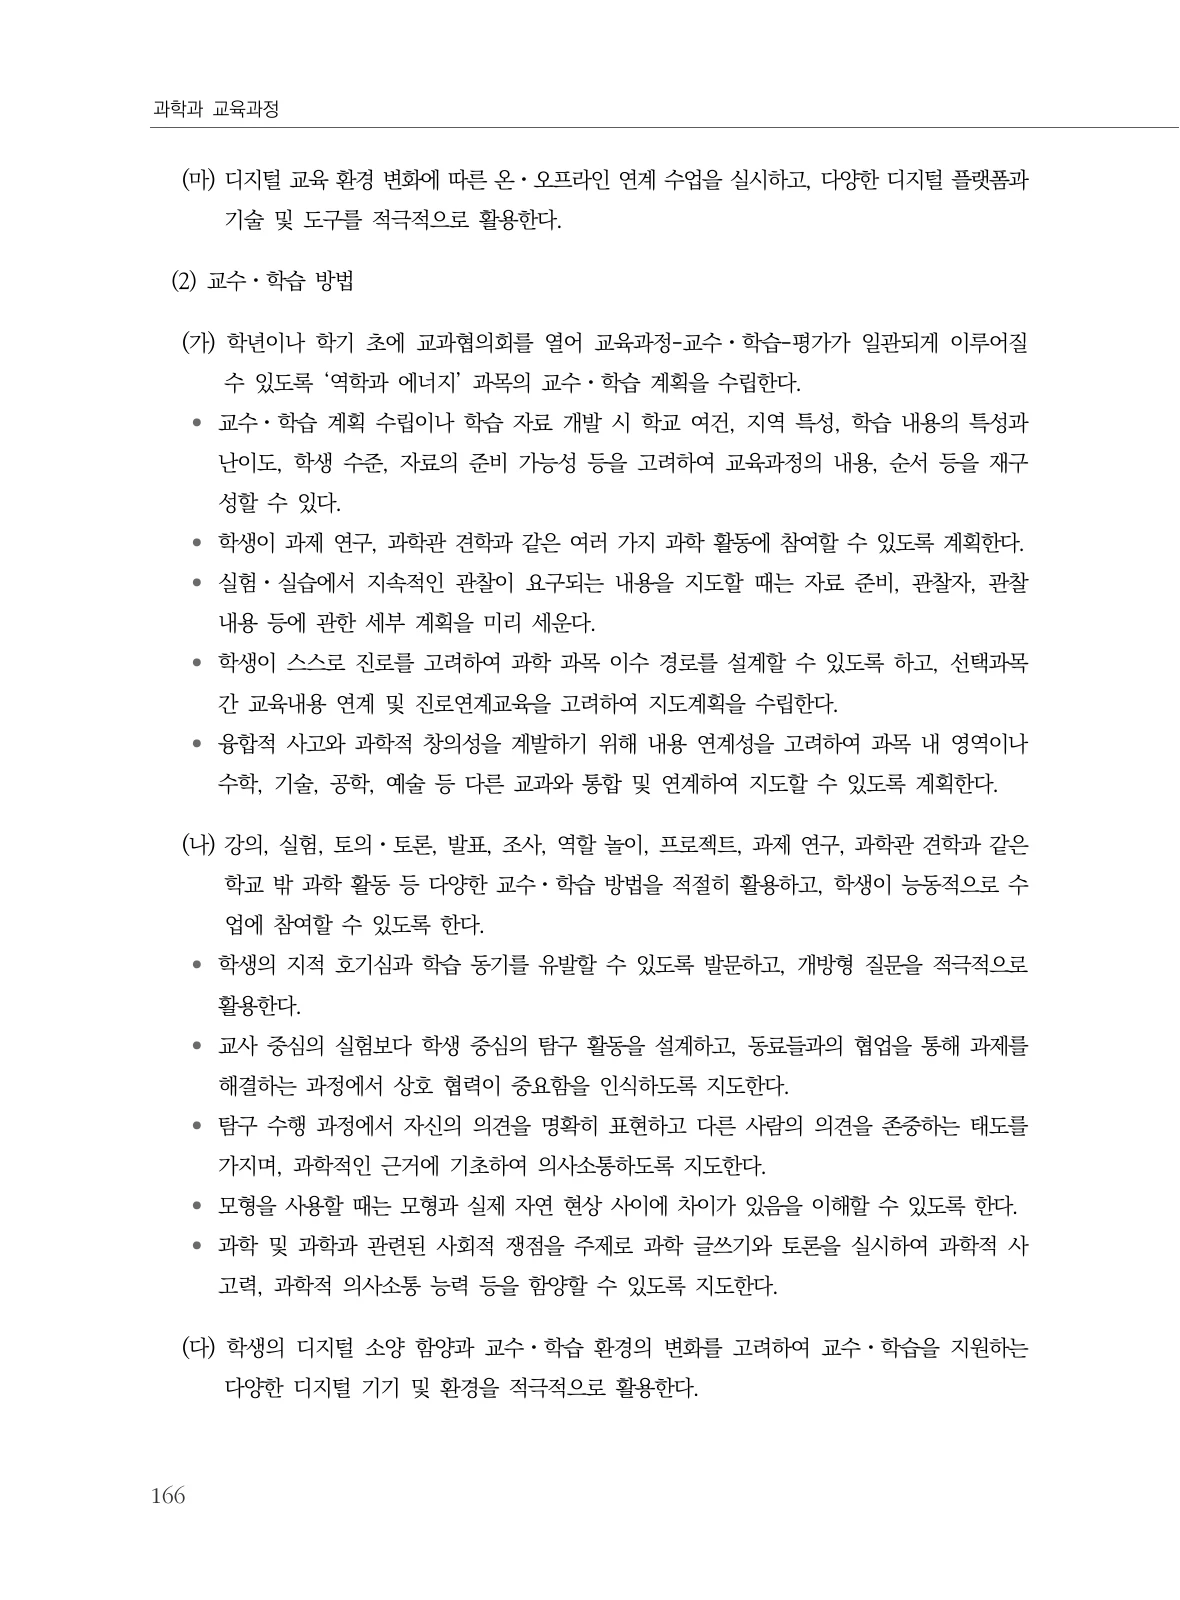 과학과 교육과정
(마) 디지털 교육 환경 변화에 따른 온・오프라인 연계 수업을 실시하고, 다양한 디지털 플랫폼과
기술 및 도구를 적극적으로 활용한다.
(2) 교수・학습 방법
(가) 학년이나 학기 초에 교과협의회를 열어 교육과정-교수・학습-평가가 일관되게 이루어질
수 있도록 ‘역학과 에너지’ 과목의 교수・학습 계획을 수립한다.
• 교수・학습 계획 수립이나 학습 자료 개발 시 학교 여건, 지역 특성, 학습 내용의 특성과
난이도, 학생 수준, 자료의 준비 가능성 등을 고려하여 교육과정의 내용, 순서 등을 재구
성할 수 있다.
• 학생이 과제 연구, 과학관 견학과 같은 여러 가지 과학 활동에 참여할 수 있도록 계획한다.
• 실험・실습에서 지속적인 관찰이 요구되는 내용을 지도할 때는 자료 준비, 관찰자, 관찰
내용 등에 관한 세부 계획을 미리 세운다.
• 학생이 스스로 진로를 고려하여 과학 과목 이수 경로를 설계할 수 있도록 하고, 선택과목
간 교육내용 연계 및 진로연계교육을 고려하여 지도계획을 수립한다.
• 융합적 사고와 과학적 창의성을 계발하기 위해 내용 연계성을 고려하여 과목 내 영역이나
수학, 기술, 공학, 예술 등 다른 교과와 통합 및 연계하여 지도할 수 있도록 계획한다.
(나) 강의, 실험, 토의・토론, 발표, 조사, 역할 놀이, 프로젝트, 과제 연구, 과학관 견학과 같은
학교 밖 과학 활동 등 다양한 교수・학습 방법을 적절히 활용하고, 학생이 능동적으로 수
업에 참여할 수 있도록 한다.
• 학생의 지적 호기심과 학습 동기를 유발할 수 있도록 발문하고, 개방형 질문을 적극적으로
활용한다.
• 교사 중심의 실험보다 학생 중심의 탐구 활동을 설계하고, 동료들과의 협업을 통해 과제를
해결하는 과정에서 상호 협력이 중요함을 인식하도록 지도한다.
• 탐구 수행 과정에서 자신의 의견을 명확히 표현하고 다른 사람의 의견을 존중하는 태도를
가지며, 과학적인 근거에 기초하여 의사소통하도록 지도한다.
• 모형을 사용할 때는 모형과 실제 자연 현상 사이에 차이가 있음을 이해할 수 있도록 한다.
• 과학 및 과학과 관련된 사회적 쟁점을 주제로 과학 글쓰기와 토론을 실시하여 과학적 사
고력, 과학적 의사소통 능력 등을 함양할 수 있도록 지도한다.
(다) 학생의 디지털 소양 함양과 교수・학습 환경의 변화를 고려하여 교수・학습을 지원하는
다양한 디지털 기기 및 환경을 적극적으로 활용한다.
166